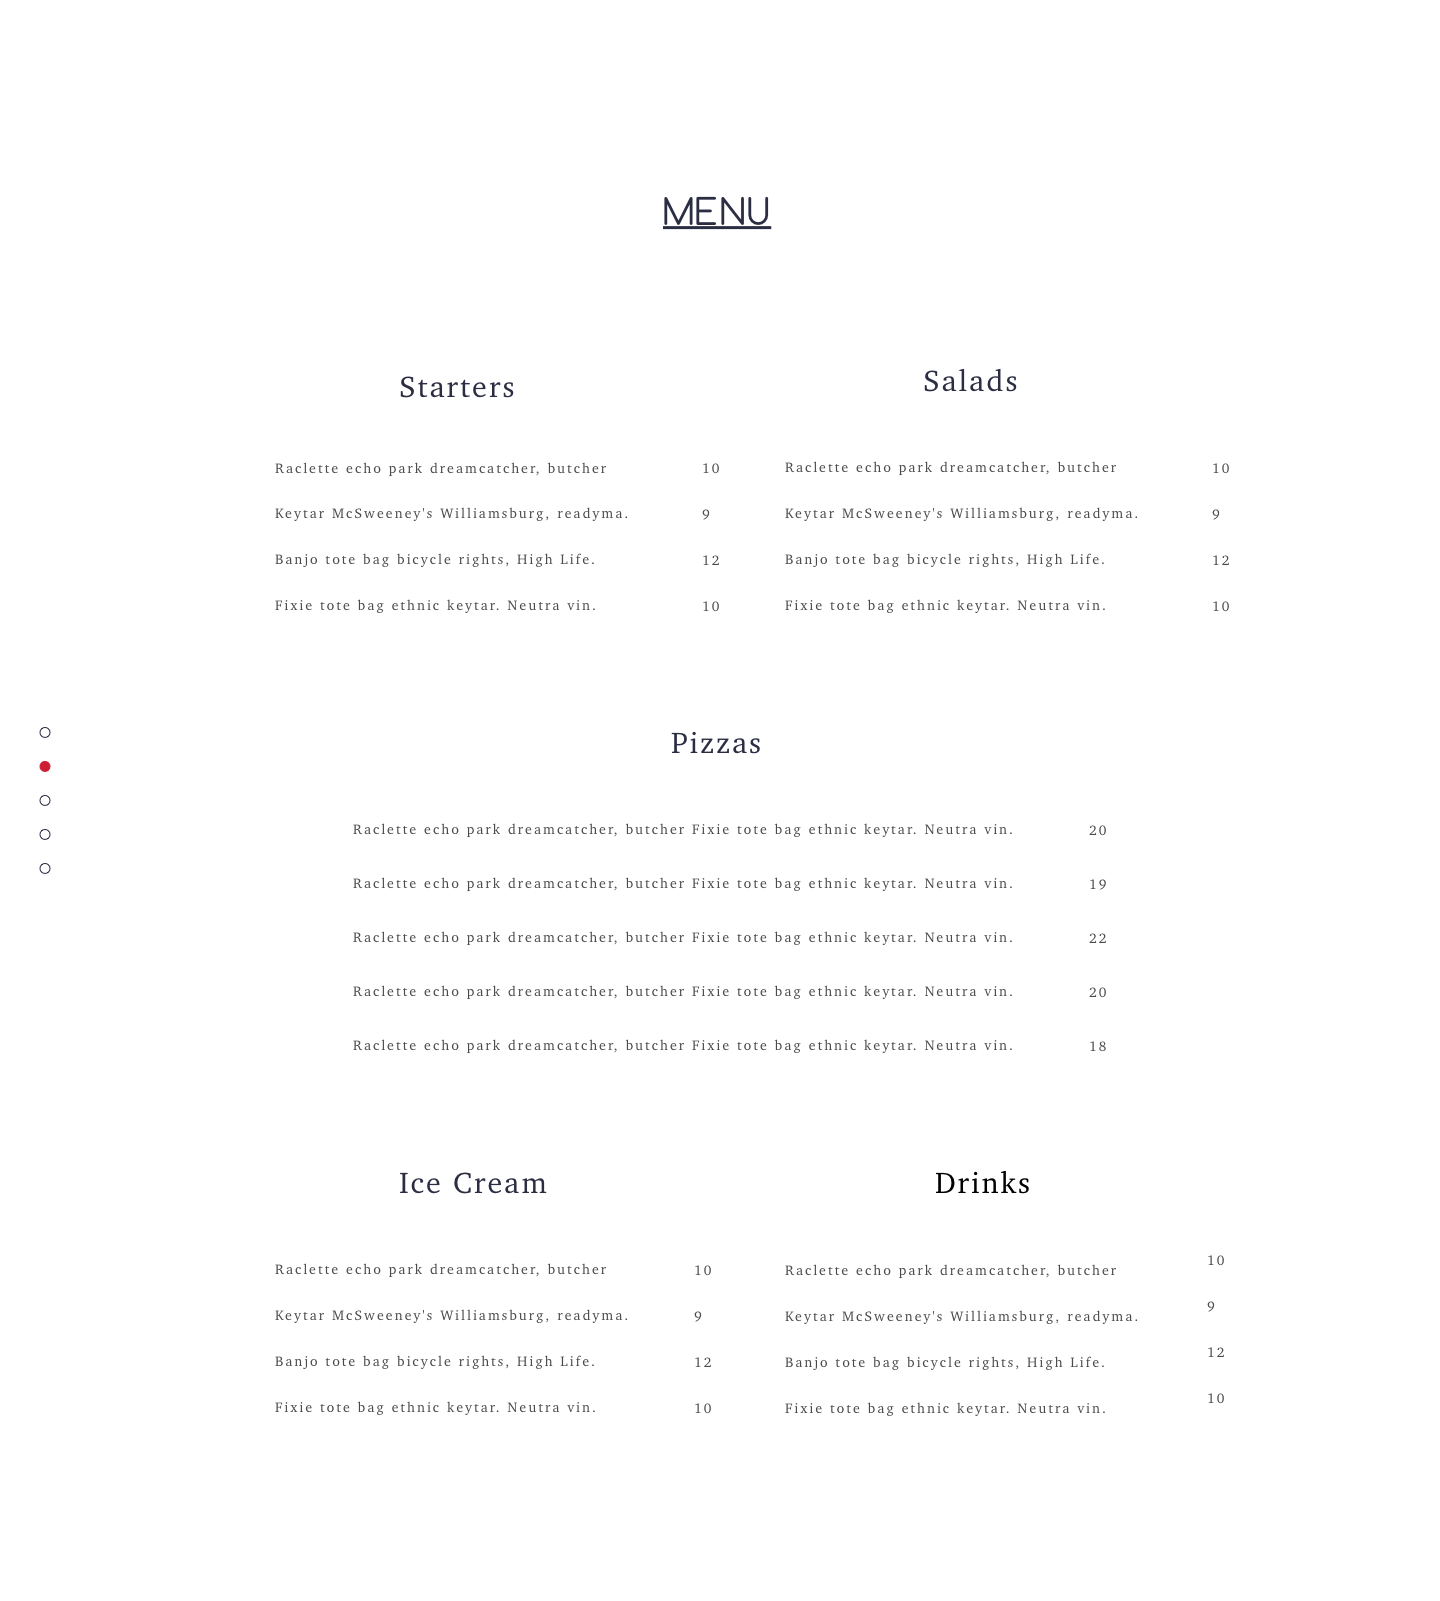 MENU
Starters
Raclette echo park dreamcatcher, butcher 10
Keytar McSweeney's Williamsburg, readyma. 9
Banjo tote bag bicycle rights, High Life. 12
Fixie tote bag ethnic keytar. Neutra vin. 10
Salads
Raclette echo park dreamcatcher, butcher 10
Keytar McSweeney's Williamsburg, readyma. 9
Banjo tote bag bicycle rights, High Life. 12
Fixie tote bag ethnic keytar. Neutra vin. 10
Pizzas
Raclette echo park dreamcatcher, butcher Fixie tote bag ethnic keytar. Neutra vin. 20
Raclette echo park dreamcatcher, butcher Fixie tote bag ethnic keytar. Neutra vin. 19
Raclette echo park dreamcatcher, butcher Fixie tote bag ethnic keytar. Neutra vin. 22
Raclette echo park dreamcatcher, butcher Fixie tote bag ethnic keytar. Neutra vin. 20
Raclette echo park dreamcatcher, butcher Fixie tote bag ethnic keytar. Neutra vin. 18
Ice Cream
Raclette echo park dreamcatcher, butcher 10
Keytar McSweeney's Williamsburg, readyma. 9
Banjo tote bag bicycle rights, High Life. 12
Fixie tote bag ethnic keytar. Neutra vin. 10
Drinks
Raclette echo park dreamcatcher, butcher 10
Keytar McSweeney's Williamsburg, readyma. 9
Banjo tote bag bicycle rights, High Life. 12
Fixie tote bag ethnic keytar. Neutra vin. 10